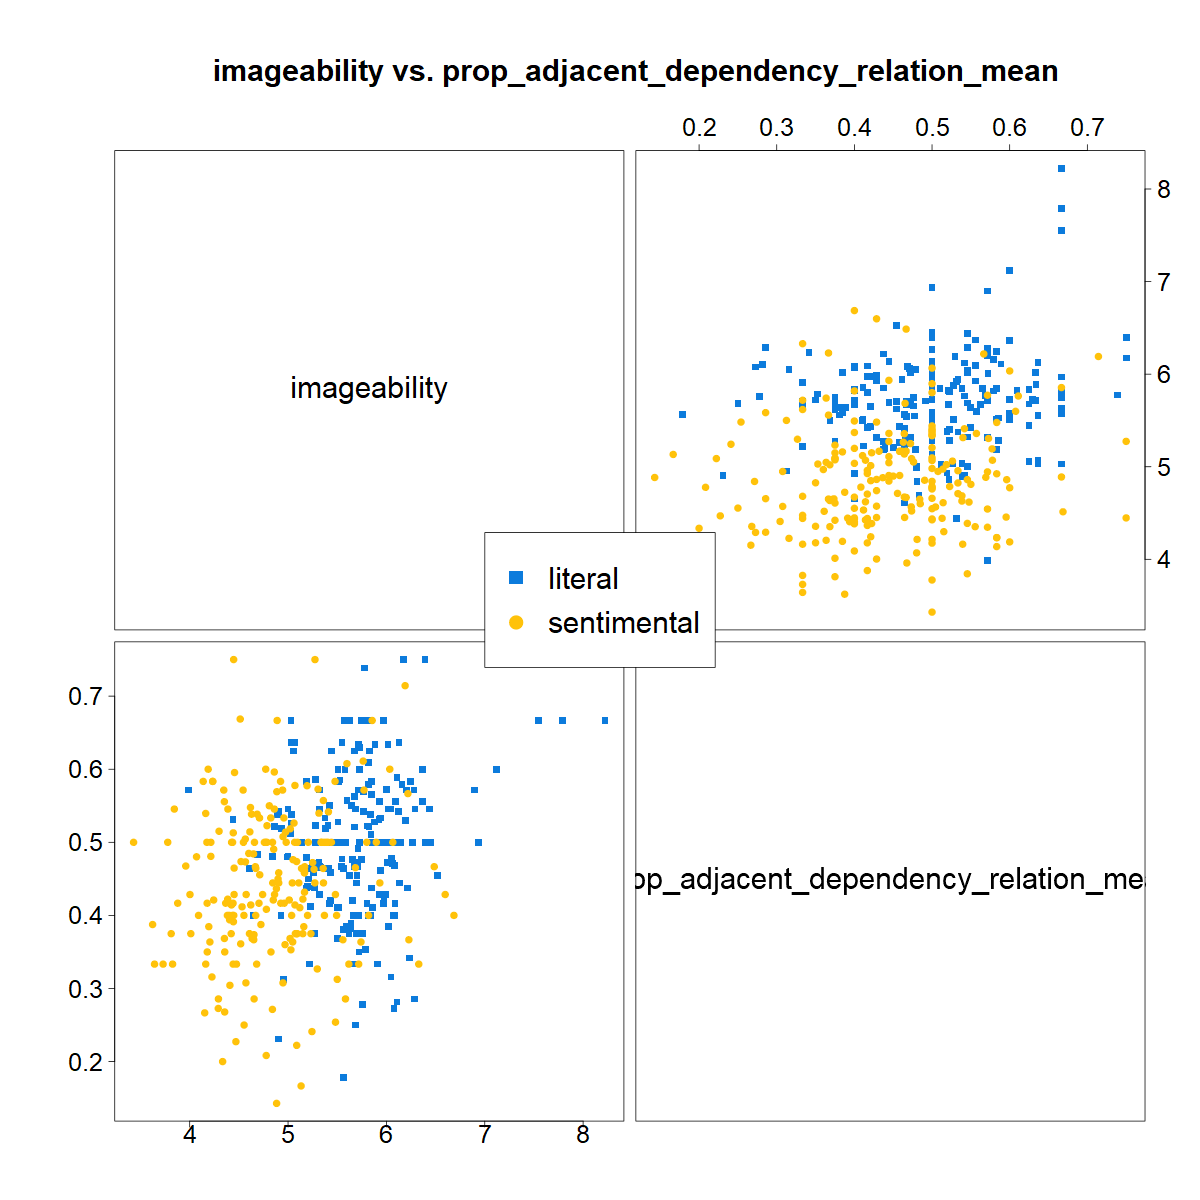 imageability vs. prop_adjacent_dependency_relation_mean
0.2 0.3 0.4 0.5 0.6 0.7
imageability
8
7
6
5
4
literal
sentimental
0.7
0.6
0.5
0.4
0.3
0.2
op_adjacent_dependency_relation_me
4 5 6 7 8